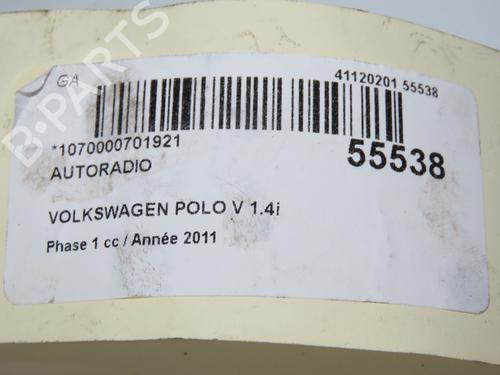 GA
41120201 55538
*1070000701921
55538
AUTORADIO
VOLKSWAGEN POLO V 1.4i
Phase 1 cc / Année 2011
B-PARTS